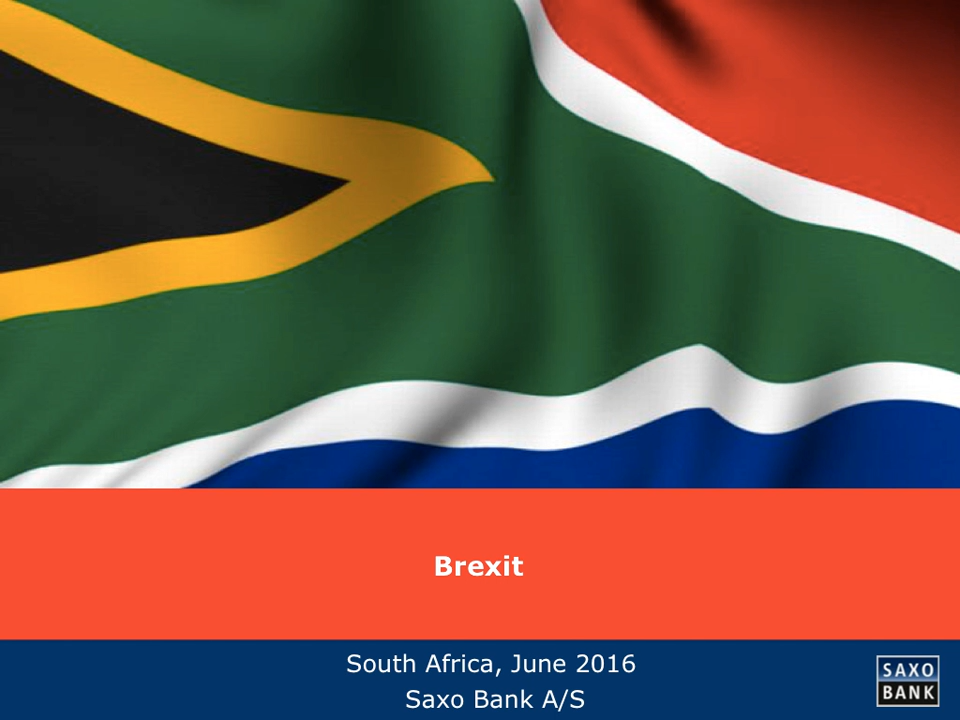 Brexit
South Africa, June 2016
Saxo Bank A/S
SAXO
BANK